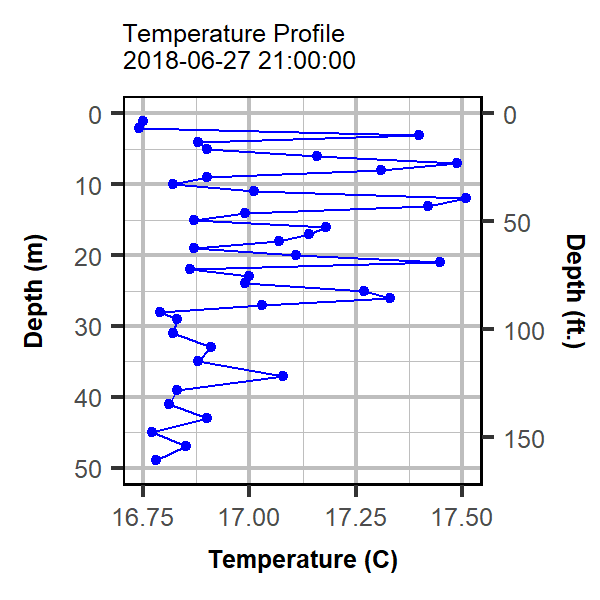 Temperature Profile
2018-06-27 21:00:00
0
10
20
30
40
50
Depth (m)
0
50
100
150
Depth (ft.)
16.75 17.00 17.25 17.50
Temperature (C)